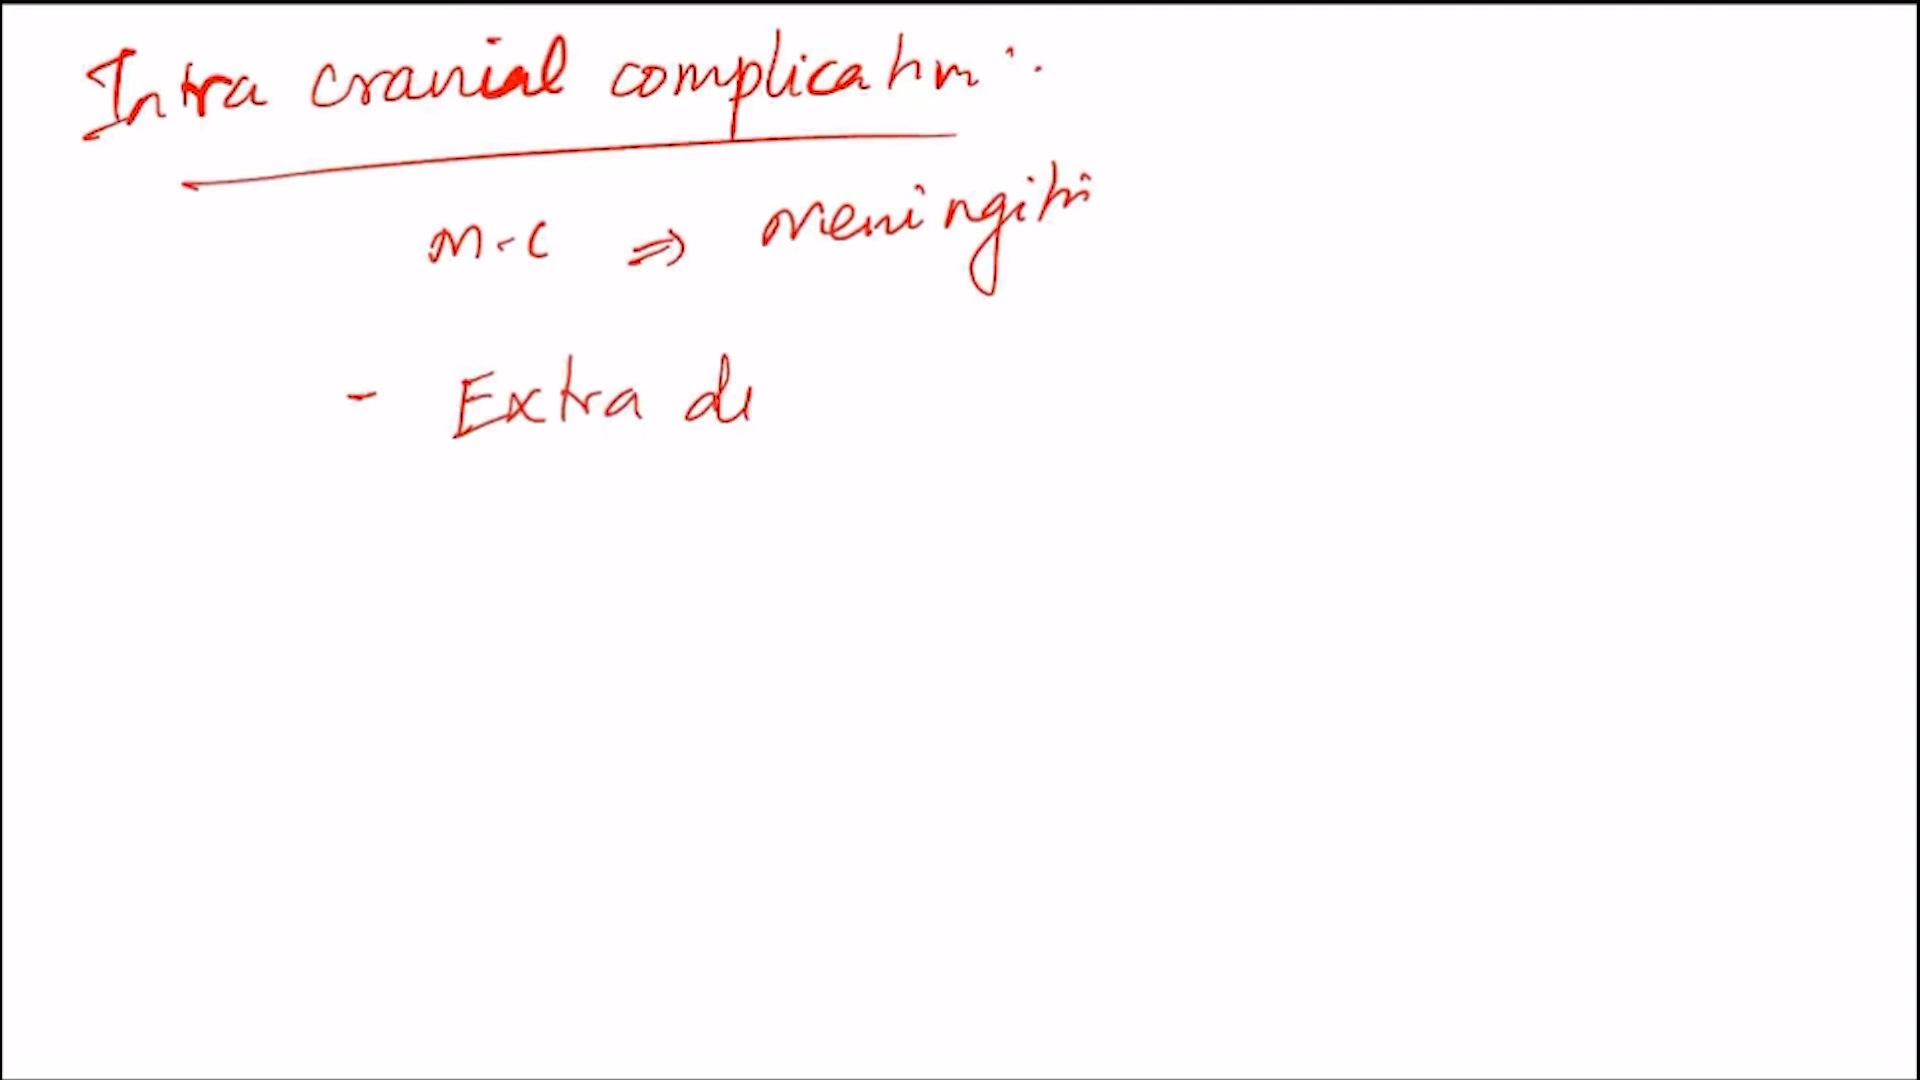 Intra cranial complication :
M.C ⇒ Meningitis
- Extra du